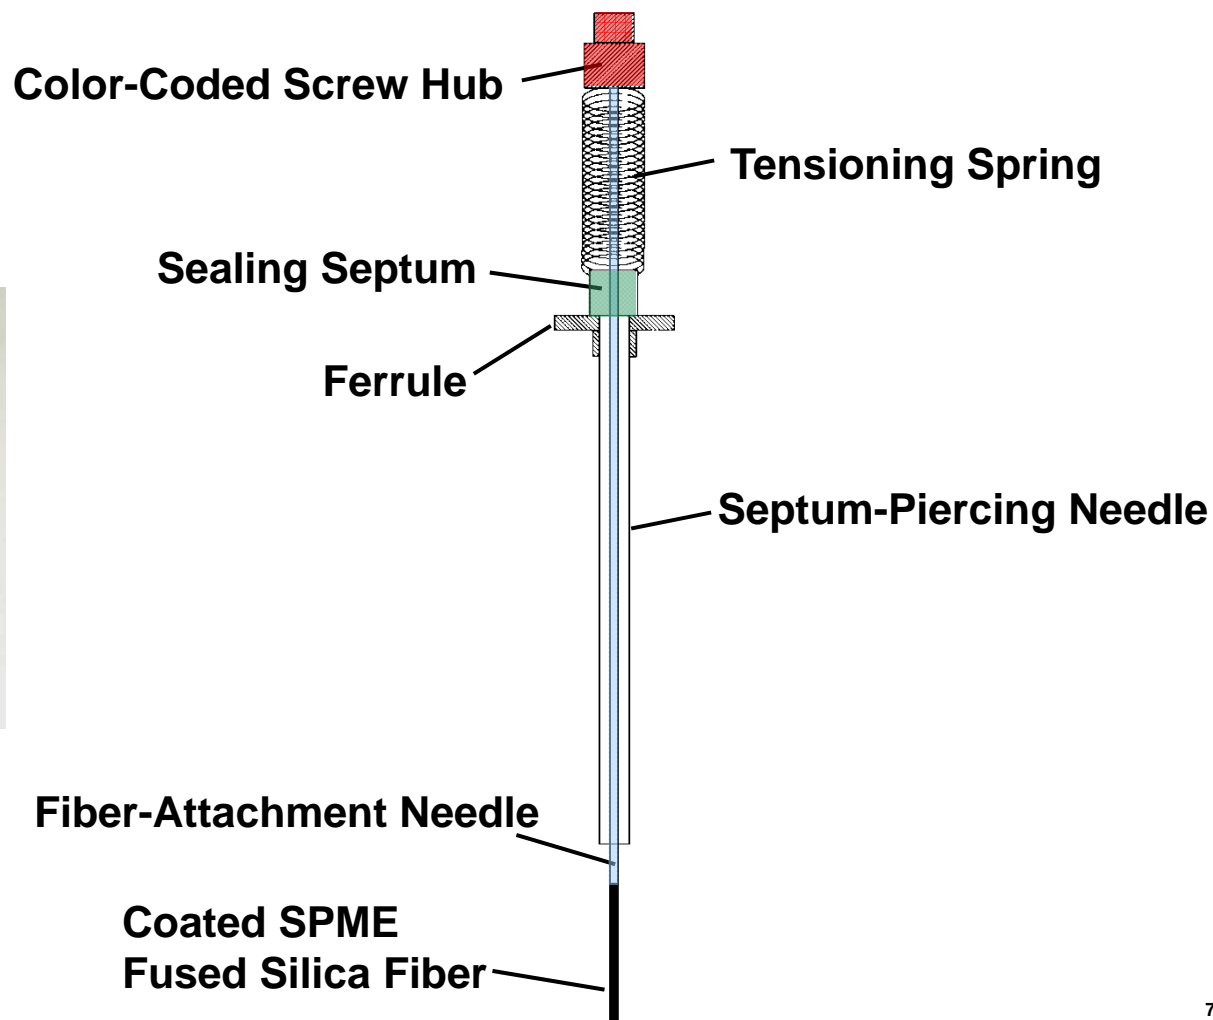 Color-Coded Screw Hub
Tensioning Spring
Sealing Septum
Ferrule
Septum-Piercing Needle
Fiber-Attachment Needle
Coated SPME
Fused Silica Fiber
7